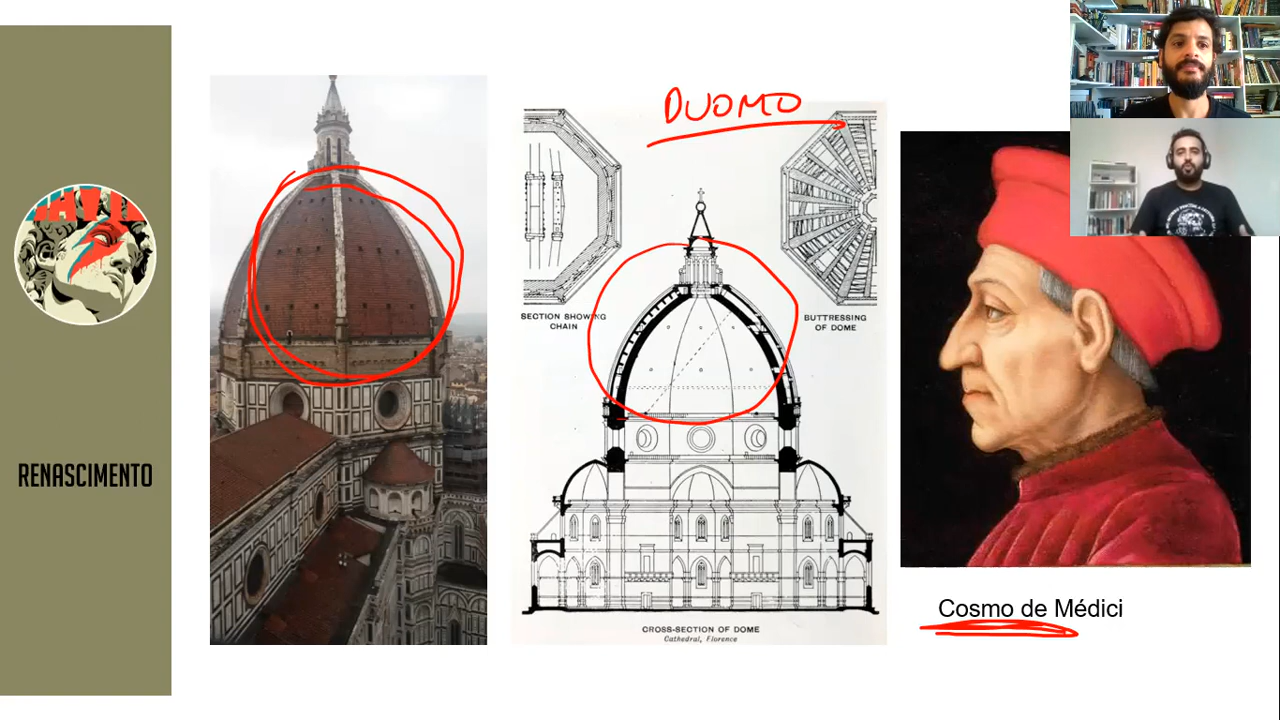 RENASCIMENTO
DUOMO
SECTION SHOWING
CHAIN
BUTTRESSING
OF DOME
CROSS-SECTION OF DOME
Cathedral, Florence
Cosmo de Médici